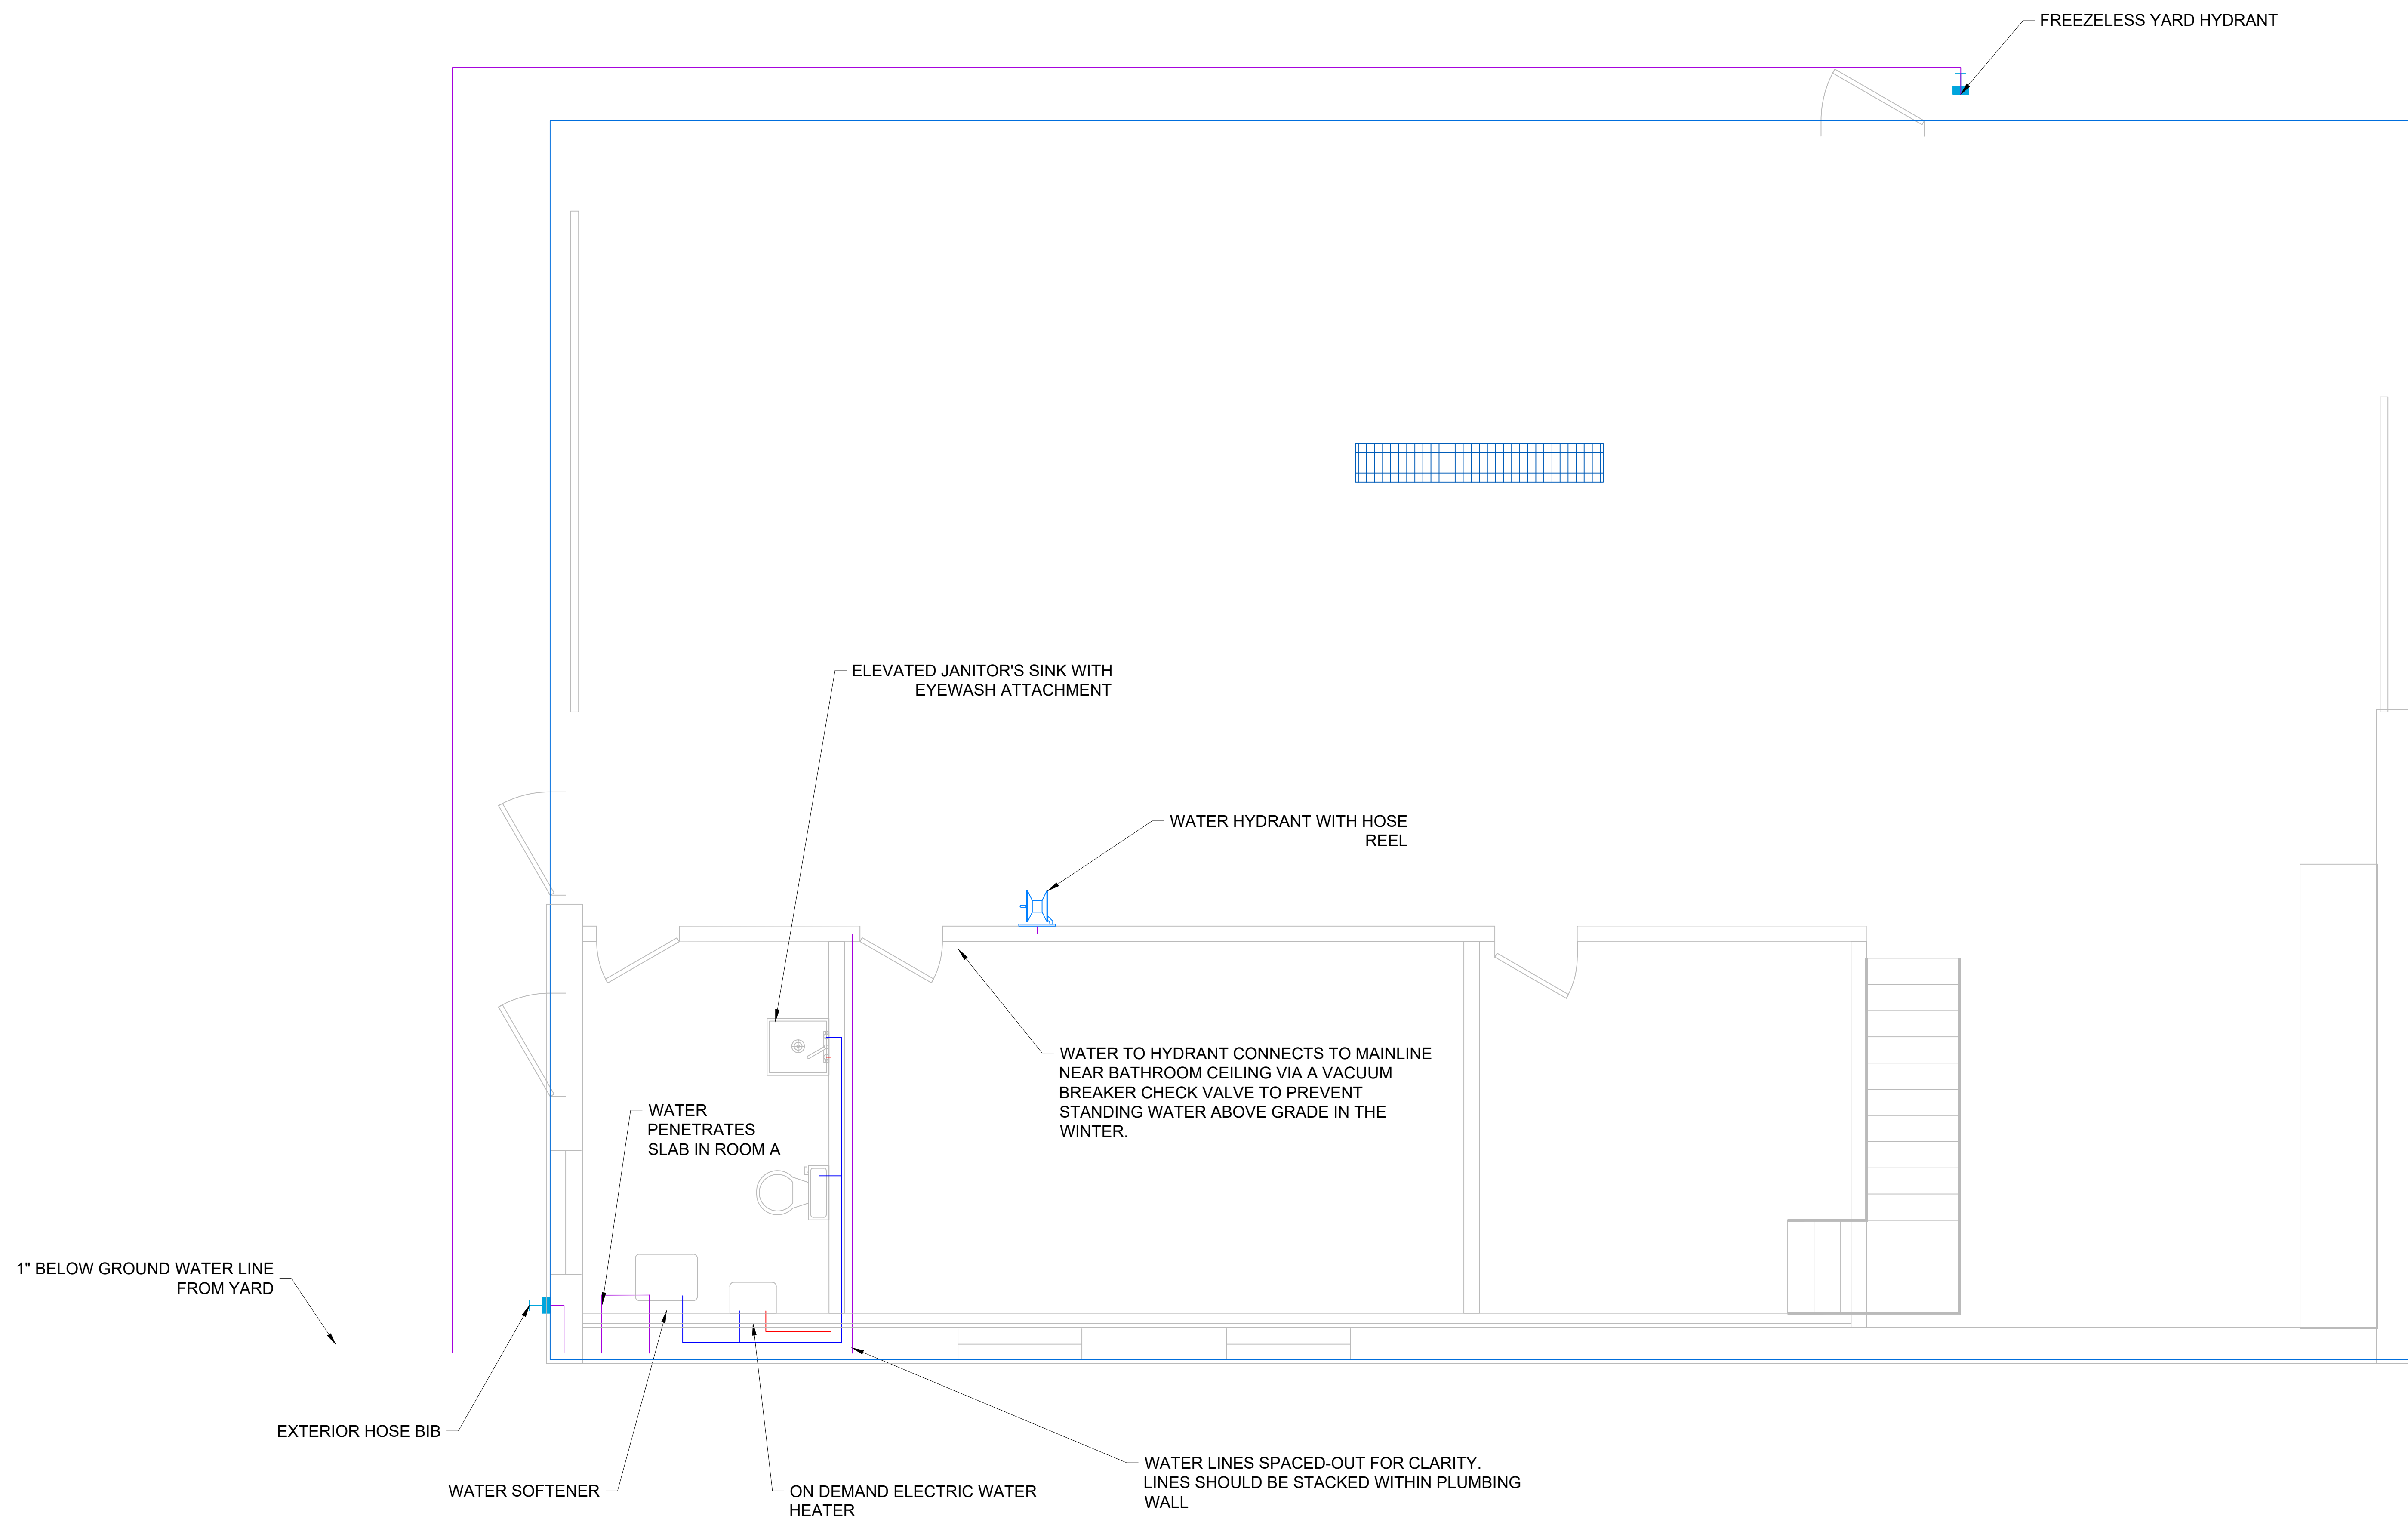 FREEZELESS YARD HYDRANT
ELEVATED JANITOR'S SINK WITH
EYEWASH ATTACHMENT
WATER HYDRANT WITH HOSE
REEL
WATER TO HYDRANT CONNECTS TO MAINLINE
NEAR BATHROOM CEILING VIA A VACUUM
BREAKER CHECK VALVE TO PREVENT
STANDING WATER ABOVE GRADE IN THE
WINTER.
WATER
PENETRATES
SLAB IN ROOM A
1" BELOW GROUND WATER LINE
FROM YARD
EXTERIOR HOSE BIB
WATER SOFTENER
ON DEMAND ELECTRIC WATER
HEATER
WATER LINES SPACED-OUT FOR CLARITY.
LINES SHOULD BE STACKED WITHIN PLUMBING
WALL